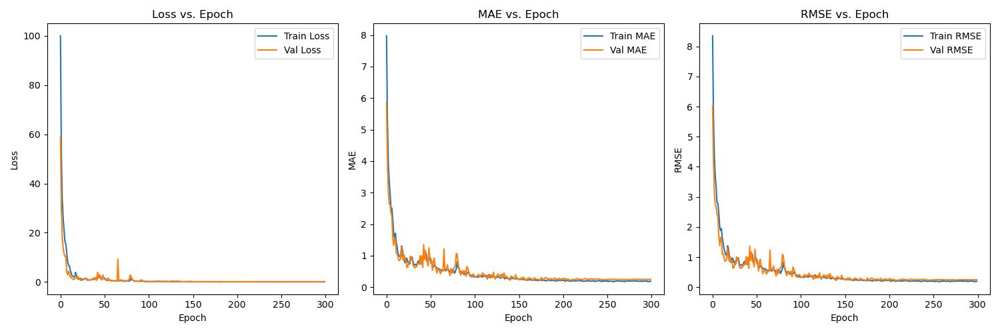 Loss vs. Epoch
100
80
60
40
20
0
Loss
0 50 100 150 200 250 300
Epoch
Train Loss
Val Loss
MAE vs. Epoch
8
7
6
5
4
3
2
1
0
MAE
0 50 100 150 200 250 300
Epoch
Train MAE
Val MAE
RMSE vs. Epoch
8
7
6
5
4
3
2
1
0
RMSE
0 50 100 150 200 250 300
Epoch
Train RMSE
Val RMSE